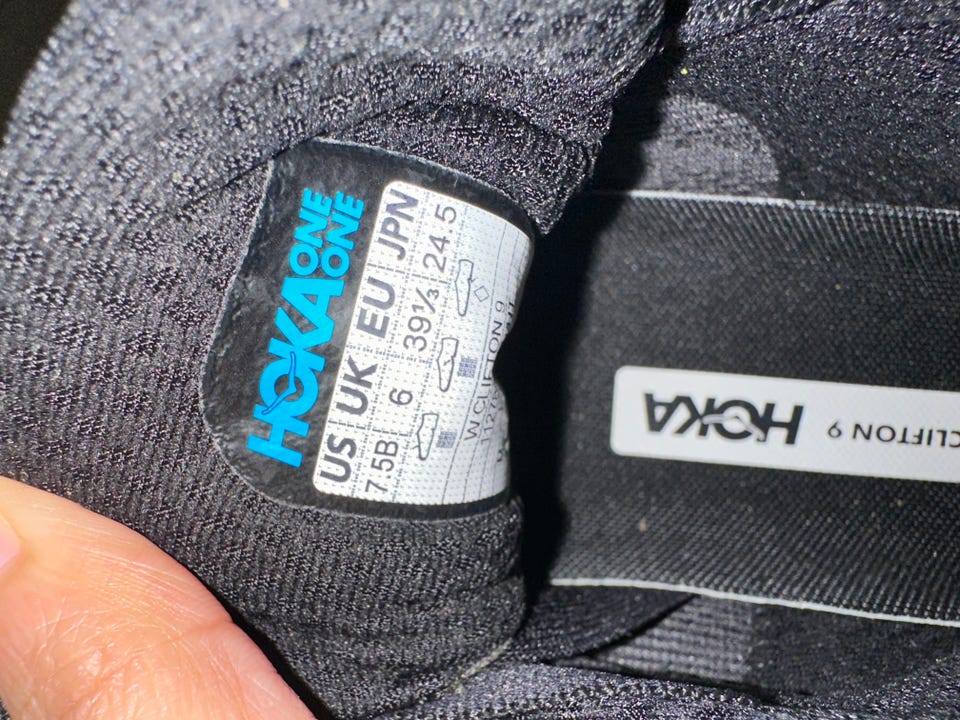 HOKA ONE ONE
US UK EU JPN
7.5B 6 39⅓ 24.5
W CLIFTON 9
HOKA CLIFTON 9